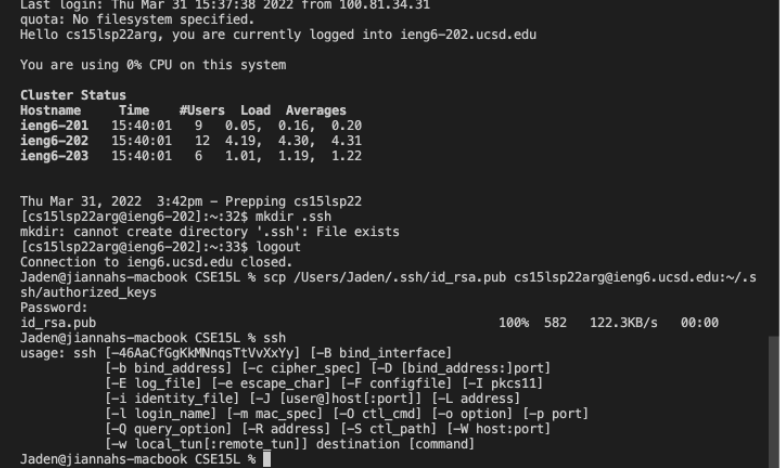 Last login: Thu Mar 31 15:37:38 2022 from 100.81.34.31
quota: No filesystem specified.
Hello cs15lsp22arg, you are currently logged into ieng6-202.ucsd.edu
You are using 0% CPU on this system
Cluster Status
Hostname     Time    #Users  Load  Averages
ieng6-201   15:40:01   9   0.05,  0.16,  0.20
ieng6-202   15:40:01   12  4.19,  4.30,  4.31
ieng6-203   15:40:01   6   1.01,  1.19,  1.22
Thu Mar 31, 2022  3:42pm - Prepping cs15lsp22
[cs15lsp22arg@ieng6-202]:~:32$ mkdir .ssh
mkdir: cannot create directory '.ssh': File exists
[cs15lsp22arg@ieng6-202]:~:33$ logout
Connection to ieng6.ucsd.edu closed.
Jaden@jiannahs-macbook CSE15L % scp /Users/Jaden/.ssh/id_rsa.pub cs15lsp22arg@ieng6.ucsd.edu:~/.s
sh/authorized_keys
Password:
id_rsa.pub                                  100%  582   122.3KB/s   00:00
Jaden@jiannahs-macbook CSE15L % ssh
usage: ssh [-46AaCfGgKkMNnqsTtVvXxYy] [-B bind_interface]
           [-b bind_address] [-c cipher_spec] [-D [bind_address:]port]
           [-E log_file] [-e escape_char] [-F configfile] [-I pkcs11]
           [-i identity_file] [-J [user@]host[:port]] [-L address]
           [-l login_name] [-m mac_spec] [-O ctl_cmd] [-o option] [-p port]
           [-Q query_option] [-R address] [-S ctl_path] [-W host:port]
           [-w local_tun[:remote_tun]] destination [command]
Jaden@jiannahs-macbook CSE15L %